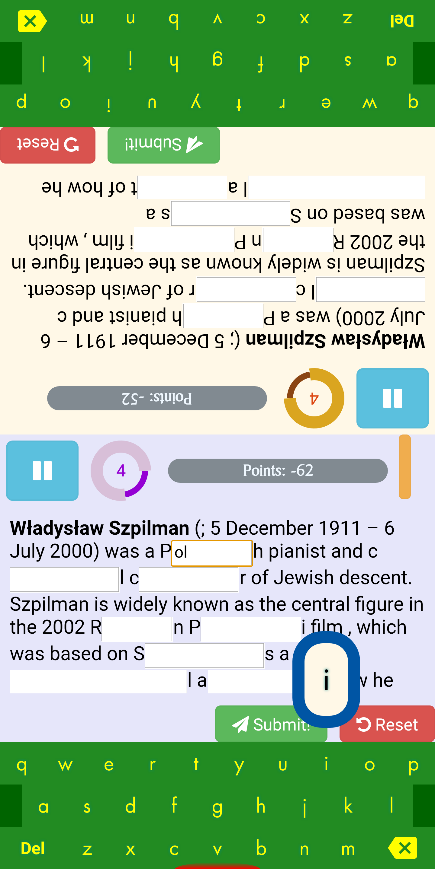 Del z x c v b n m
a s d f g h j k l
q w e r t y u i o p
Submit! Reset
Władysław Szpilman (; 5 December 1911 – 6
July 2000) was a P h pianist and c
l c r of Jewish descent.
Szpilman is widely known as the central figure in
the 2002 R n P i film , which
was based on S s a
l a t of how he
Points: -52
4
4
Points: -62
Władysław Szpilman (; 5 December 1911 – 6
July 2000) was a P ol h pianist and c
l c r of Jewish descent.
Szpilman is widely known as the central figure in
the 2002 R n P i film , which
was based on S s a
l a i w he
Submit! Reset
q w e r t y u i o p
a s d f g h j k l
Del z x c v b n m